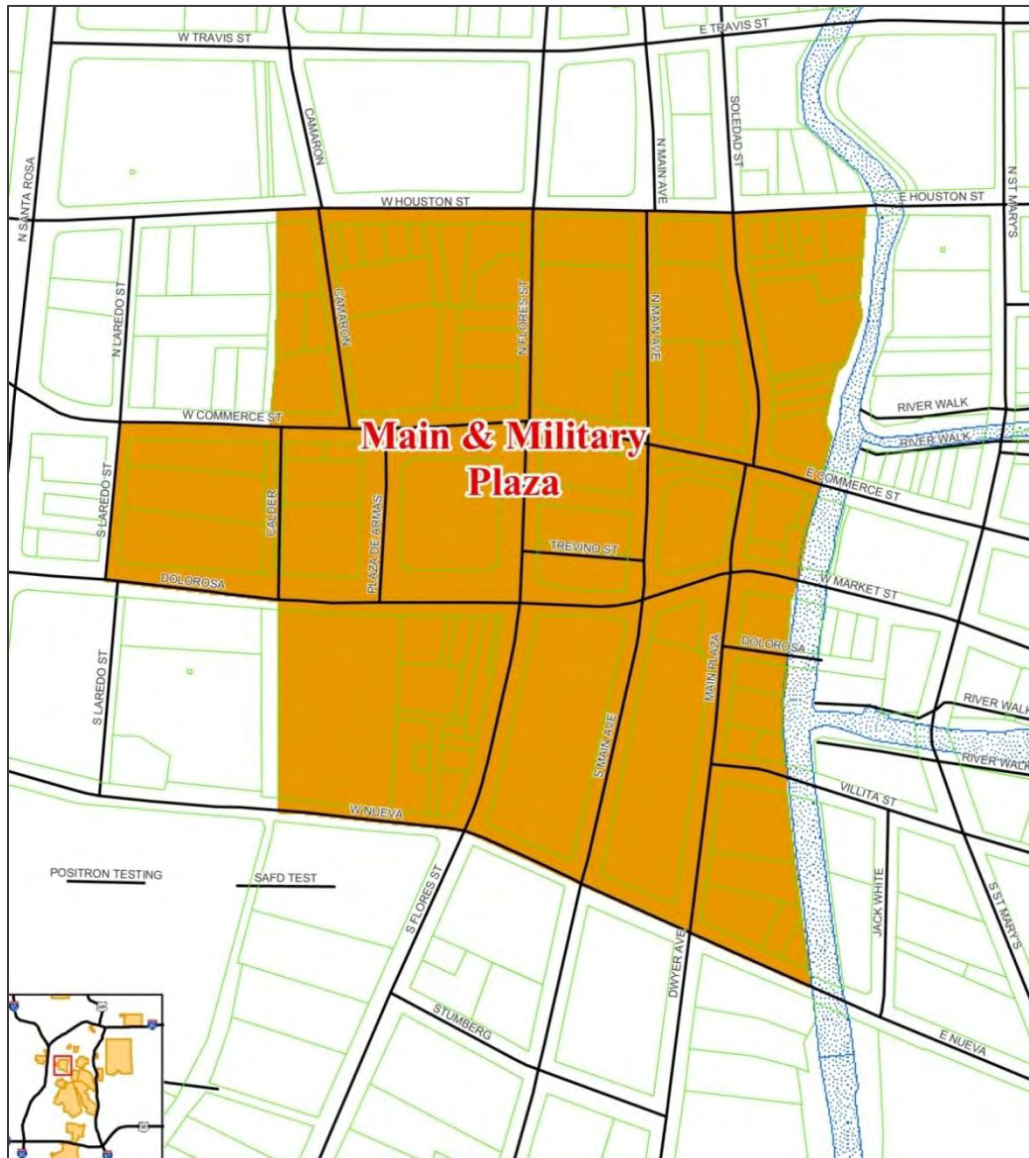 W TRAVIS ST
E TRAVIS ST
CAMARON
N MAIN AVE
SOLEDAD ST
N SANTA ROSA
N ST MARY'S
W HOUSTON ST
E HOUSTON ST
N LAREDO ST
CAMARON
N FLORES ST
N MAIN AVE
W COMMERCE ST
RIVER WALK
RIVER WALK
Main & Military
Plaza
E COMMERCE ST
S LAREDO ST
CALDER
PLAZA DE ARMAS
TREVINO ST
DOLOROSA
W MARKET ST
DOLOROSA
MAIN PLAZA
S LAREDO ST
S MAIN AVE
RIVER WALK
RIVER WALK
VILLITA ST
W NUEVA
POSITRON TESTING
SAFD TEST
S FLORES ST
JACK WHITE
S ST MARY'S
DWYER AVE
STUMBERG
E NUEVA